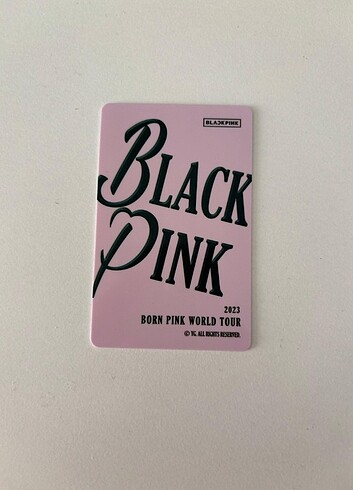 BLACKPINK
BLACK
PINK
2023
BORN PINK WORLD TOUR
© YG. ALL RIGHTS RESERVED.